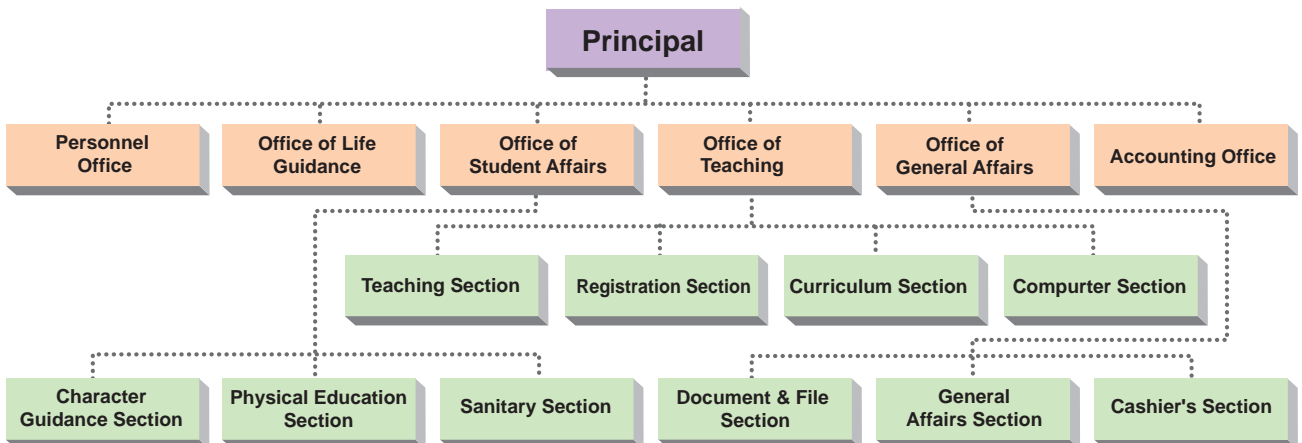 Principal
Personnel
Office
Office of Life
Guidance
Office of
Student Affairs
Office of
Teaching
Office of
General Affairs
Accounting Office
Teaching Section
Registration Section
Curriculum Section
Compurter Section
Character
Guidance Section
Physical Education
Section
Sanitary Section
Document & File
Section
General
Affairs Section
Cashier's Section